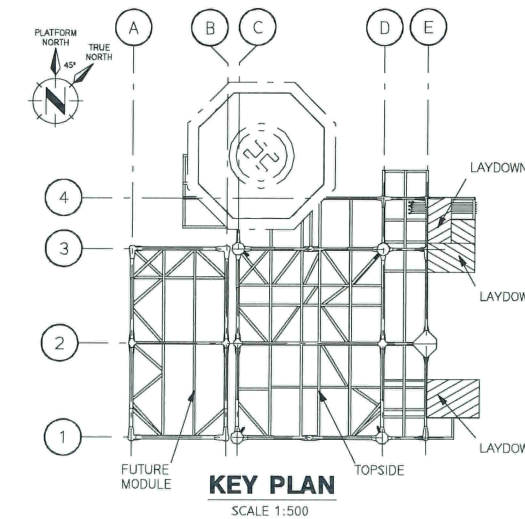 A B C D E
PLATFORM
NORTH
TRUE
NORTH
45°
N
LAYDOWN
4
3
LAYDOW
2
1
LAYDOW
FUTURE
MODULE
TOPSIDE
KEY PLAN
SCALE 1:500